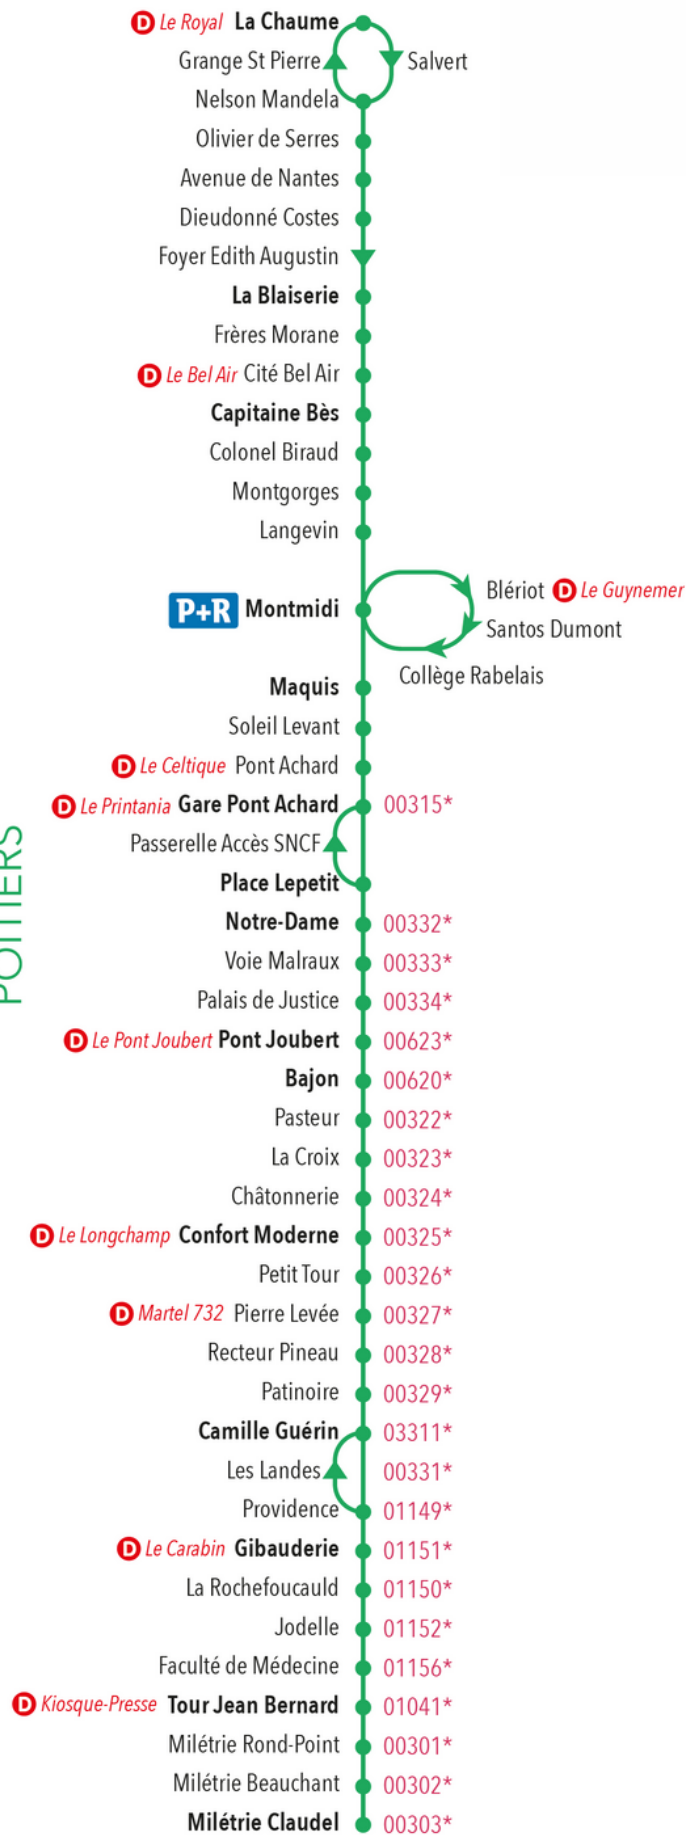 D Le Royal La Chaume
Grange St Pierre Salvert
Nelson Mandela
Olivier de Serres
Avenue de Nantes
Dieudonné Costes
Foyer Edith Augustin
La Blaiserie
Frères Morane
D Le Bel Air Cité Bel Air
Capitaine Bès
Colonel Biraud
Montgorges
Langevin
Blériot D Le Guynemer
P+R Montmidi
Santos Dumont
Collège Rabelais
Maquis
Soleil Levant
D Le Celtique Pont Achard
D Le Printania Gare Pont Achard 00315*
Passerelle Accès SNCF
Place Lepetit
POITIERS
Notre-Dame 00332*
Voie Malraux 00333*
Palais de Justice 00334*
D Le Pont Joubert Pont Joubert 00623*
Bajon 00620*
Pasteur 00322*
La Croix 00323*
Châtonnerie 00324*
D Le Longchamp Confort Moderne 00325*
Petit Tour 00326*
D Martel 732 Pierre Levée 00327*
Recteur Pineau 00328*
Patinoire 00329*
Camille Guérin 03311*
Les Landes 00331*
Providence 01149*
D Le Carabin Gibauderie 01151*
La Rochefoucauld 01150*
Jodelle 01152*
Faculté de Médecine 01156*
D Kiosque-Presse Tour Jean Bernard 01041*
Milétrie Rond-Point 00301*
Milétrie Beauchant 00302*
Milétrie Claudel 00303*